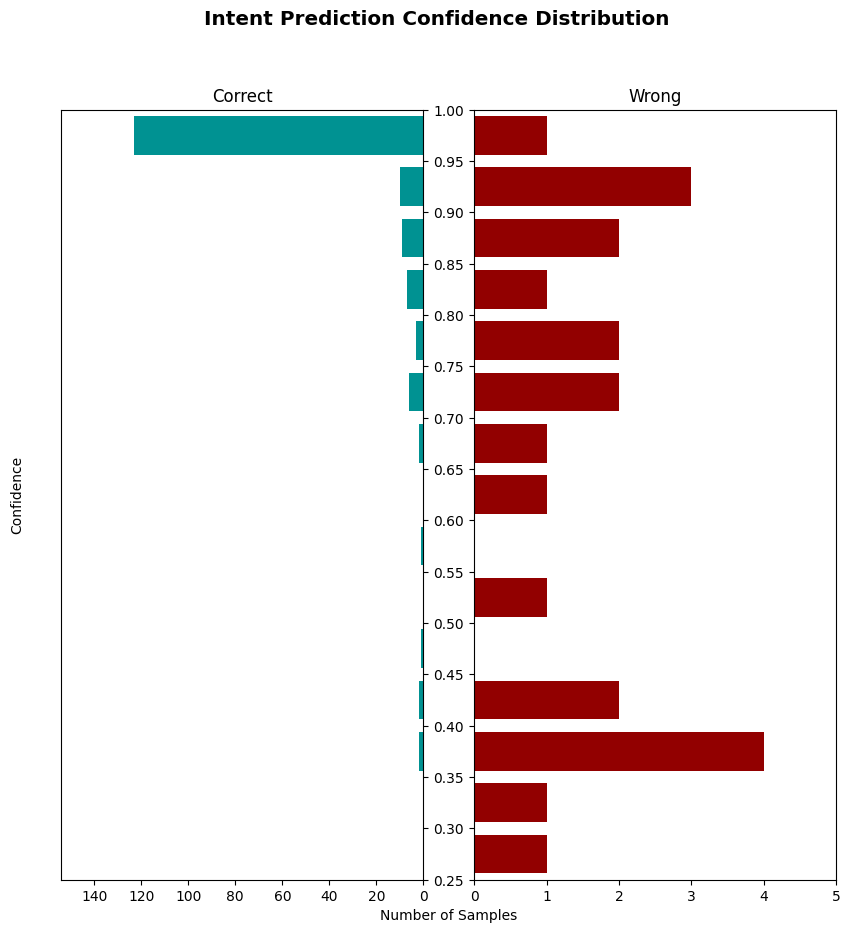 Intent Prediction Confidence Distribution
Correct
Wrong
Confidence
1.00
0.95
0.90
0.85
0.80
0.75
0.70
0.65
0.60
0.55
0.50
0.45
0.40
0.35
0.30
0.25
140 120 100 80 60 40 20 0
0 1 2 3 4 5
Number of Samples